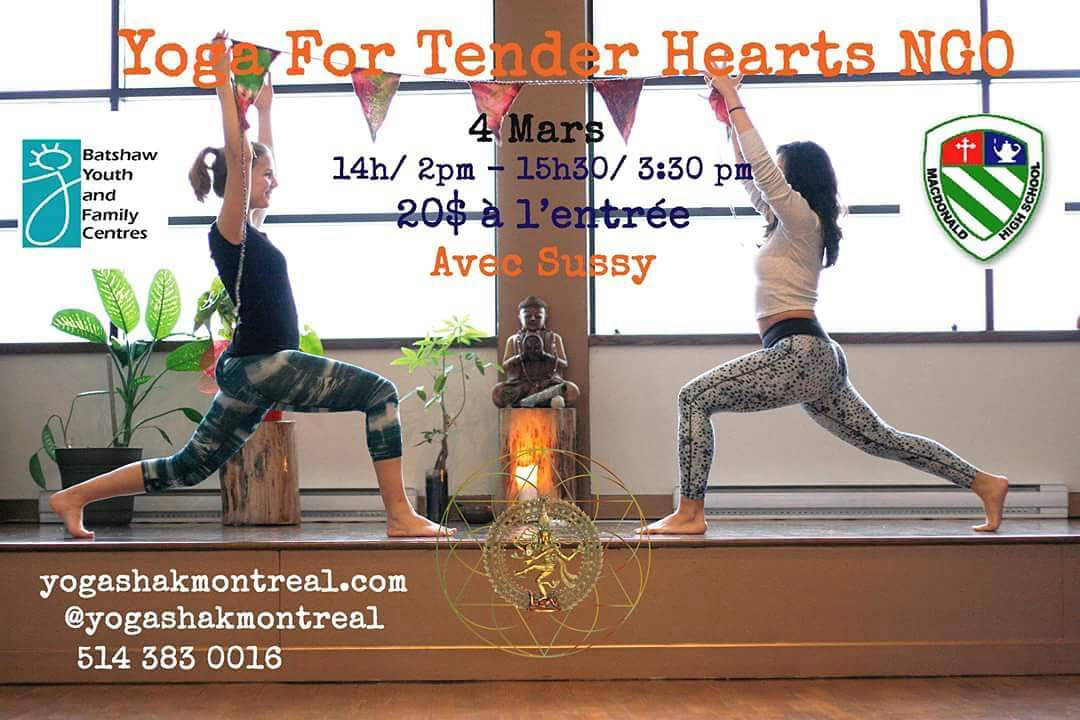 Yoga For Tender Hearts NGO
4 Mars
14h/ 2pm - 15h30/ 3:30 pm
20$ à l'entrée
Avec Sussy
Batshaw
Youth
and
Family
Centres
MACDONALD
HIGH SCHOOL
yogashakmontreal.com
@yogashakmontreal
514 383 0016